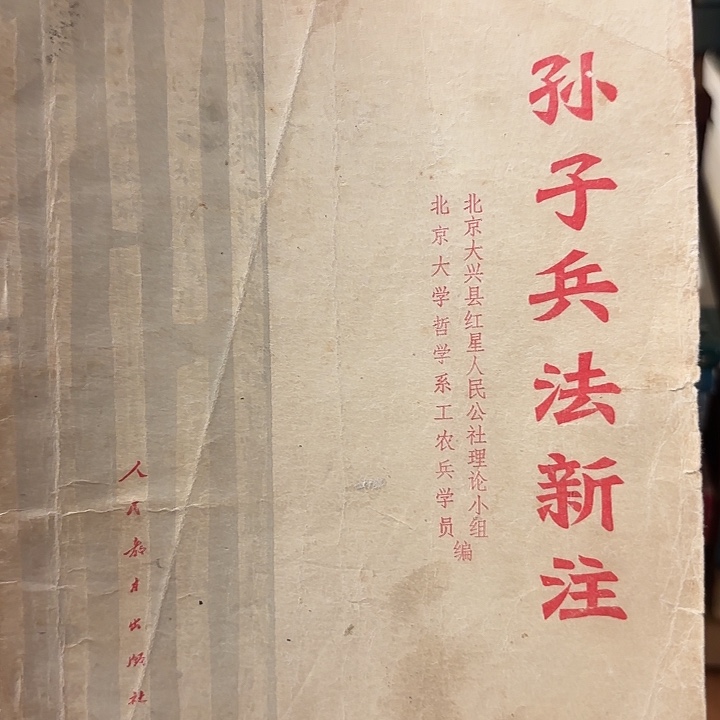 孙子兵法新注
北京大兴县红星人民公社理论小组
北京大学哲学系工农兵学员
编
人民教育出版社